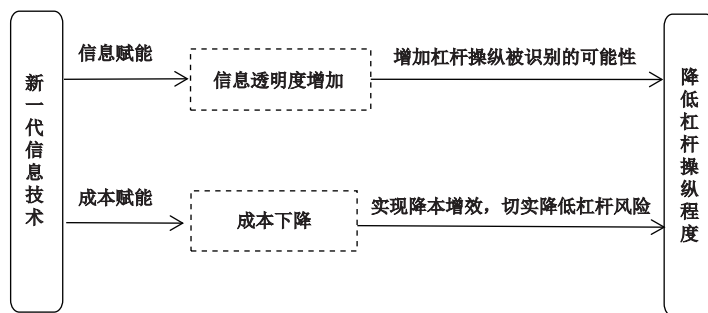 新一代信息技术
信息赋能
信息透明度增加
增加杠杆操纵被识别的可能性
成本赋能
成本下降
实现降本增效，切实降低杠杆风险
降低杠杆操纵程度